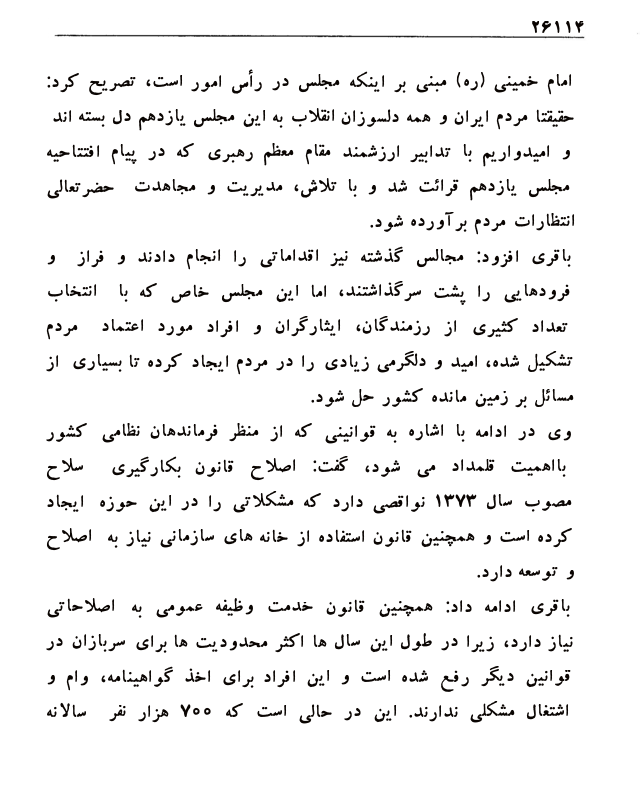 ۲۶۱۱۴
امام خمینی (ره) مبنی بر اینکه مجلس در رأس امور است، تصریح کرد:
حقیقتا مردم ایران و همه دلسوزان انقلاب به این مجلس یازدهم دل بسته اند
و امیدواریم با تدابیر ارزشمند مقام معظم رهبری که در پیام افتتاحیه
مجلس یازدهم قرائت شد و با تلاش، مدیریت و مجاهدت حضرتعالی
انتظارات مردم برآورده شود.
باقری افزود: مجالس گذشته نیز اقداماتی را انجام دادند و فراز و
فرودهایی را پشت سرگذاشتند، اما این مجلس خاص که با انتخاب
تعداد کثیری از رزمندگان، ایثارگران و افراد مورد اعتماد مردم
تشکیل شده، امید و دلگرمی زیادی را در مردم ایجاد کرده تا بسیاری از
مسائل بر زمین مانده کشور حل شود.
وی در ادامه با اشاره به قوانینی که از منظر فرماندهان نظامی کشور
بااهمیت قلمداد می شود، گفت: اصلاح قانون بکارگیری سلاح
مصوب سال ۱۳۷۳ نواقصی دارد که مشکلاتی را در این حوزه ایجاد
کرده است و همچنین قانون استفاده از خانه های سازمانی نیاز به اصلاح
و توسعه دارد.
باقری ادامه داد: همچنین قانون خدمت وظیفه عمومی به اصلاحاتی
نیاز دارد، زیرا در طول این سال ها اکثر محدودیت ها برای سربازان در
قوانین دیگر رفع شده است و این افراد برای اخذ گواهینامه، وام و
اشتغال مشکلی ندارند. این در حالی است که ۷۰۰ هزار نفر سالانه